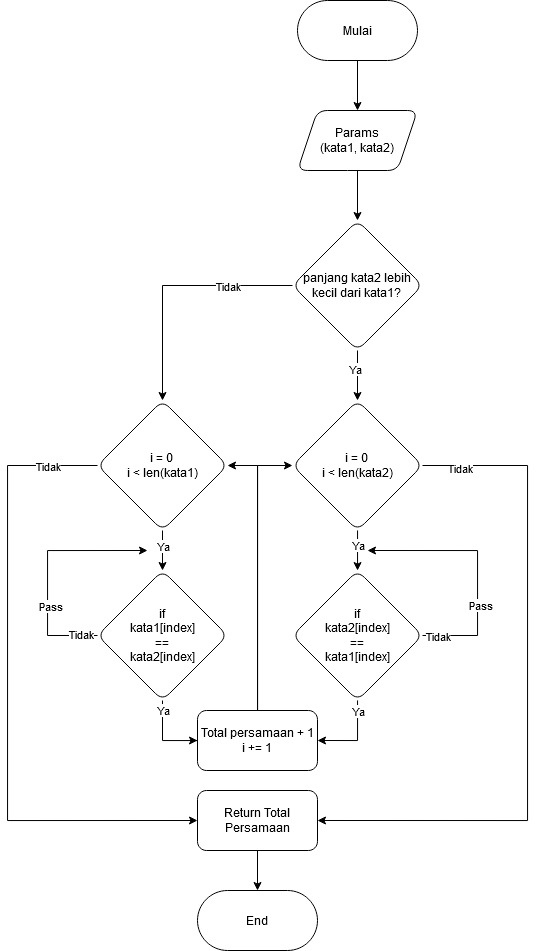 Mulai
Params
(kata1, kata2)
panjang kata2 lebih
kecil dari kata1?
Tidak
Ya
i = 0
i < len(kata1)
i = 0
i < len(kata2)
Tidak
Tidak
Ya
Ya
if
kata1[index]
==
kata2[index]
if
kata2[index]
==
kata1[index]
Pass
Pass
Tidak
Tidak
Ya
Ya
Total persamaan + 1
i += 1
Return Total
Persamaan
End